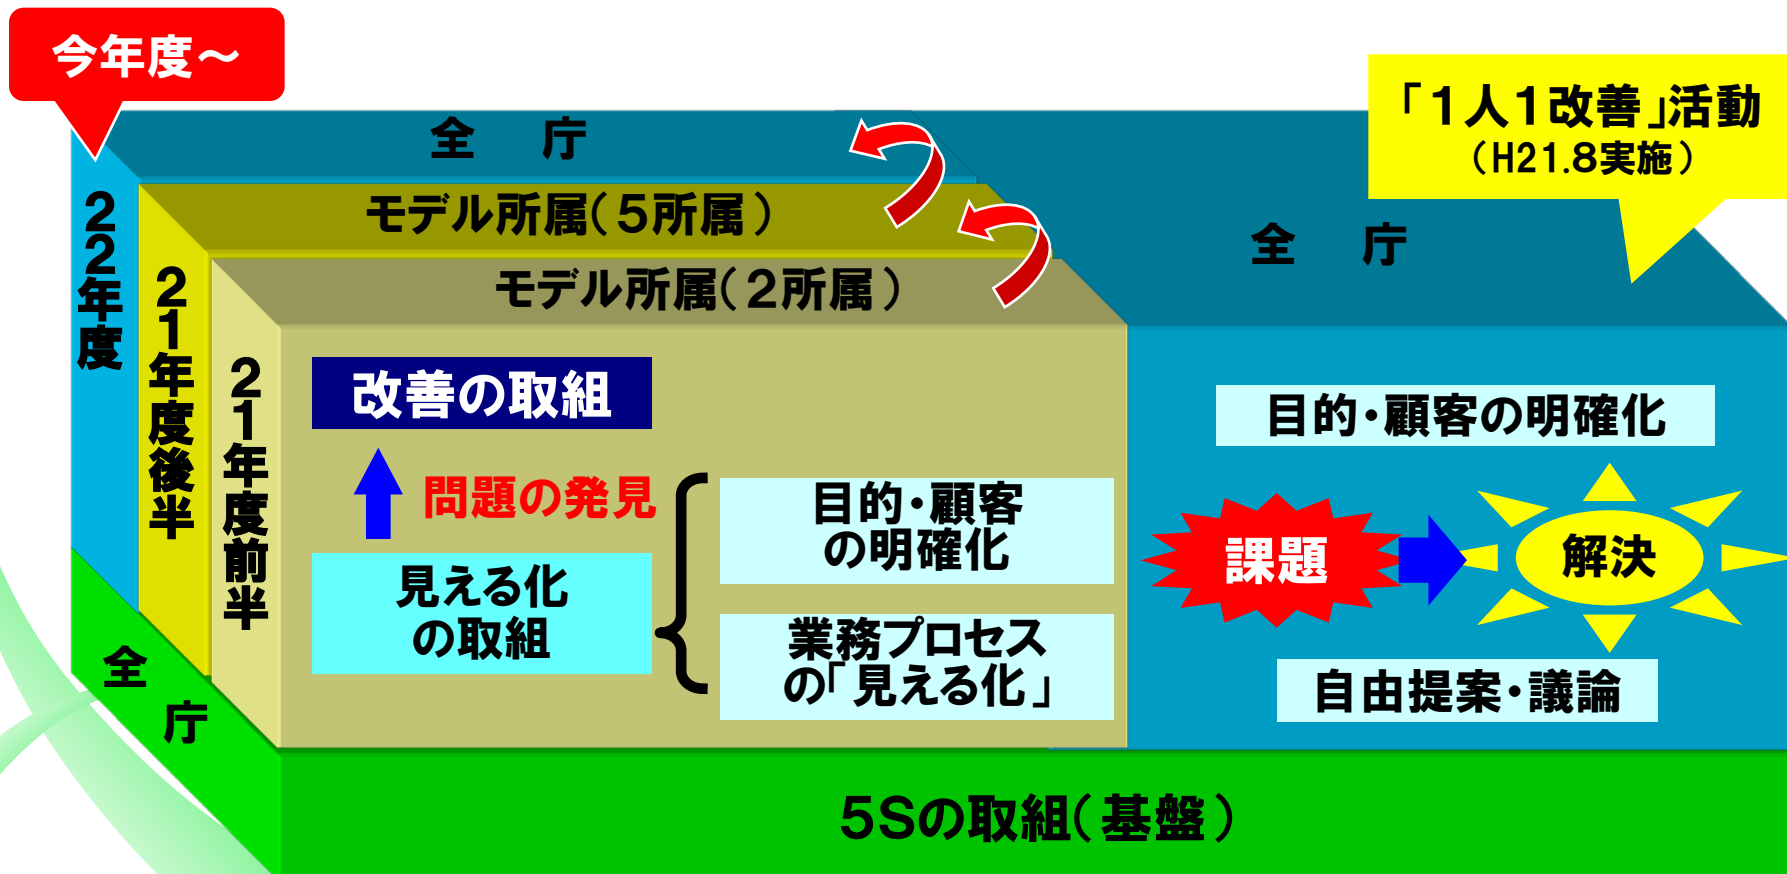 今年度～
「１人１改善」活動
（H21.8実施）
全　庁
モデル所属（５所属）
モデル所属（２所属）
全　庁
２２年度
２１年度後半
２１年度前半
改善の取組
問題の発見
見える化
の取組
目的・顧客
の明確化
業務プロセス
の「見える化」
目的・顧客の明確化
課題
解決
自由提案・議論
全　庁
５Sの取組（基盤）